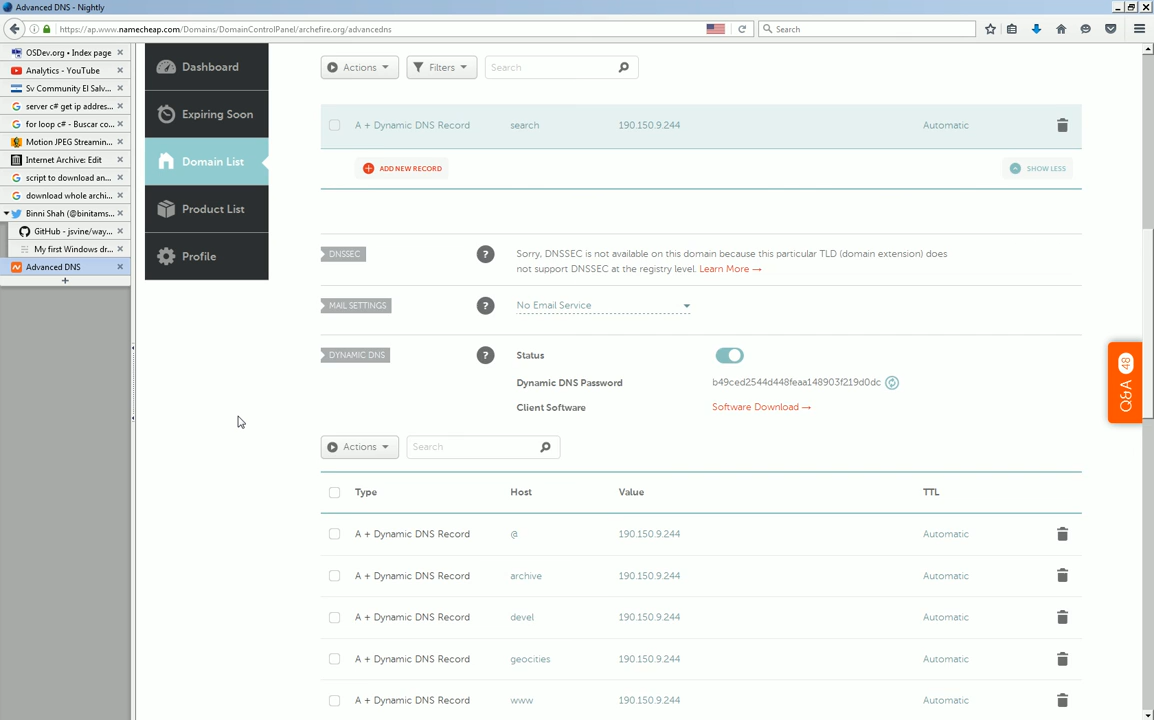 Advanced DNS - Nightly
https://ap.www.namecheap.com/Domains/DomainControlPanel/archefire.org/advancedns
Search
OSDev.org • Index page
Analytics - YouTube
Sv Community El Salv...
server c# get ip addres...
for loop c# - Buscar co...
Motion JPEG Streamin...
Internet Archive: Edit
script to download an...
download whole archi...
Binni Shah (@binitams...
GitHub - jsvine/way...
My first Windows dr...
Advanced DNS
Dashboard
Expiring Soon
Domain List
Product List
Profile
Actions
Filters
Search
A + Dynamic DNS Record search 190.150.9.244 Automatic
ADD NEW RECORD
SHOW LESS
DNSSEC
?
Sorry, DNSSEC is not available on this domain because this particular TLD (domain extension) does
not support DNSSEC at the registry level. Learn More →
MAIL SETTINGS
?
No Email Service
DYNAMIC DNS
?
Status
Dynamic DNS Password b49ced2544d448feaa148903f219d0dc
Client Software Software Download →
Q&A 48
Actions
Search
Type Host Value TTL
A + Dynamic DNS Record @ 190.150.9.244 Automatic
A + Dynamic DNS Record archive 190.150.9.244 Automatic
A + Dynamic DNS Record devel 190.150.9.244 Automatic
A + Dynamic DNS Record geocities 190.150.9.244 Automatic
A + Dynamic DNS Record www 190.150.9.244 Automatic